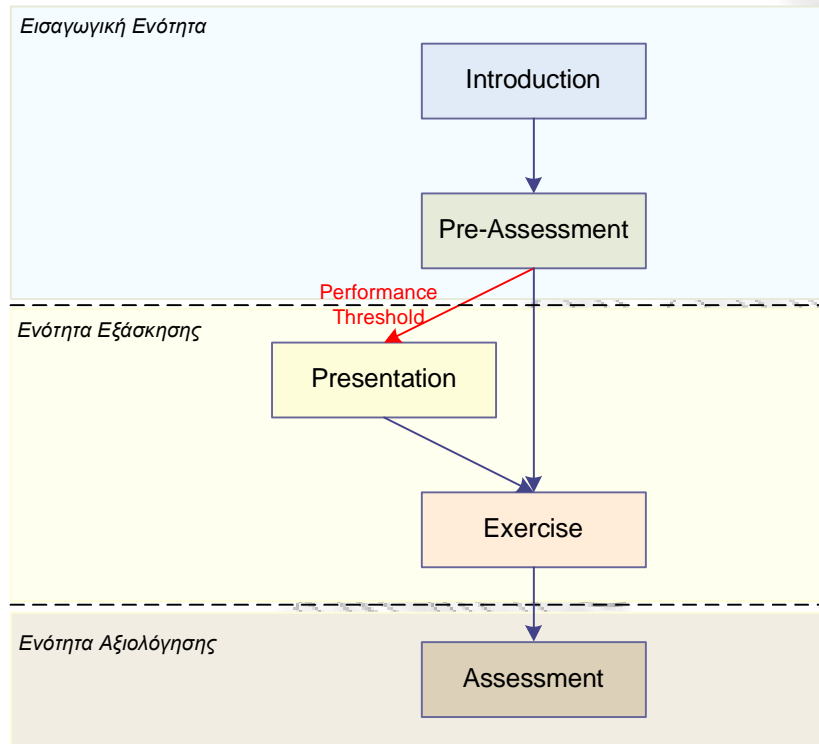 Εισαγωγική Ενότητα
Introduction
Pre-Assessment
Performance
Threshold
Ενότητα Εξάσκησης
Presentation
Exercise
Ενότητα Αξιολόγησης
Assessment